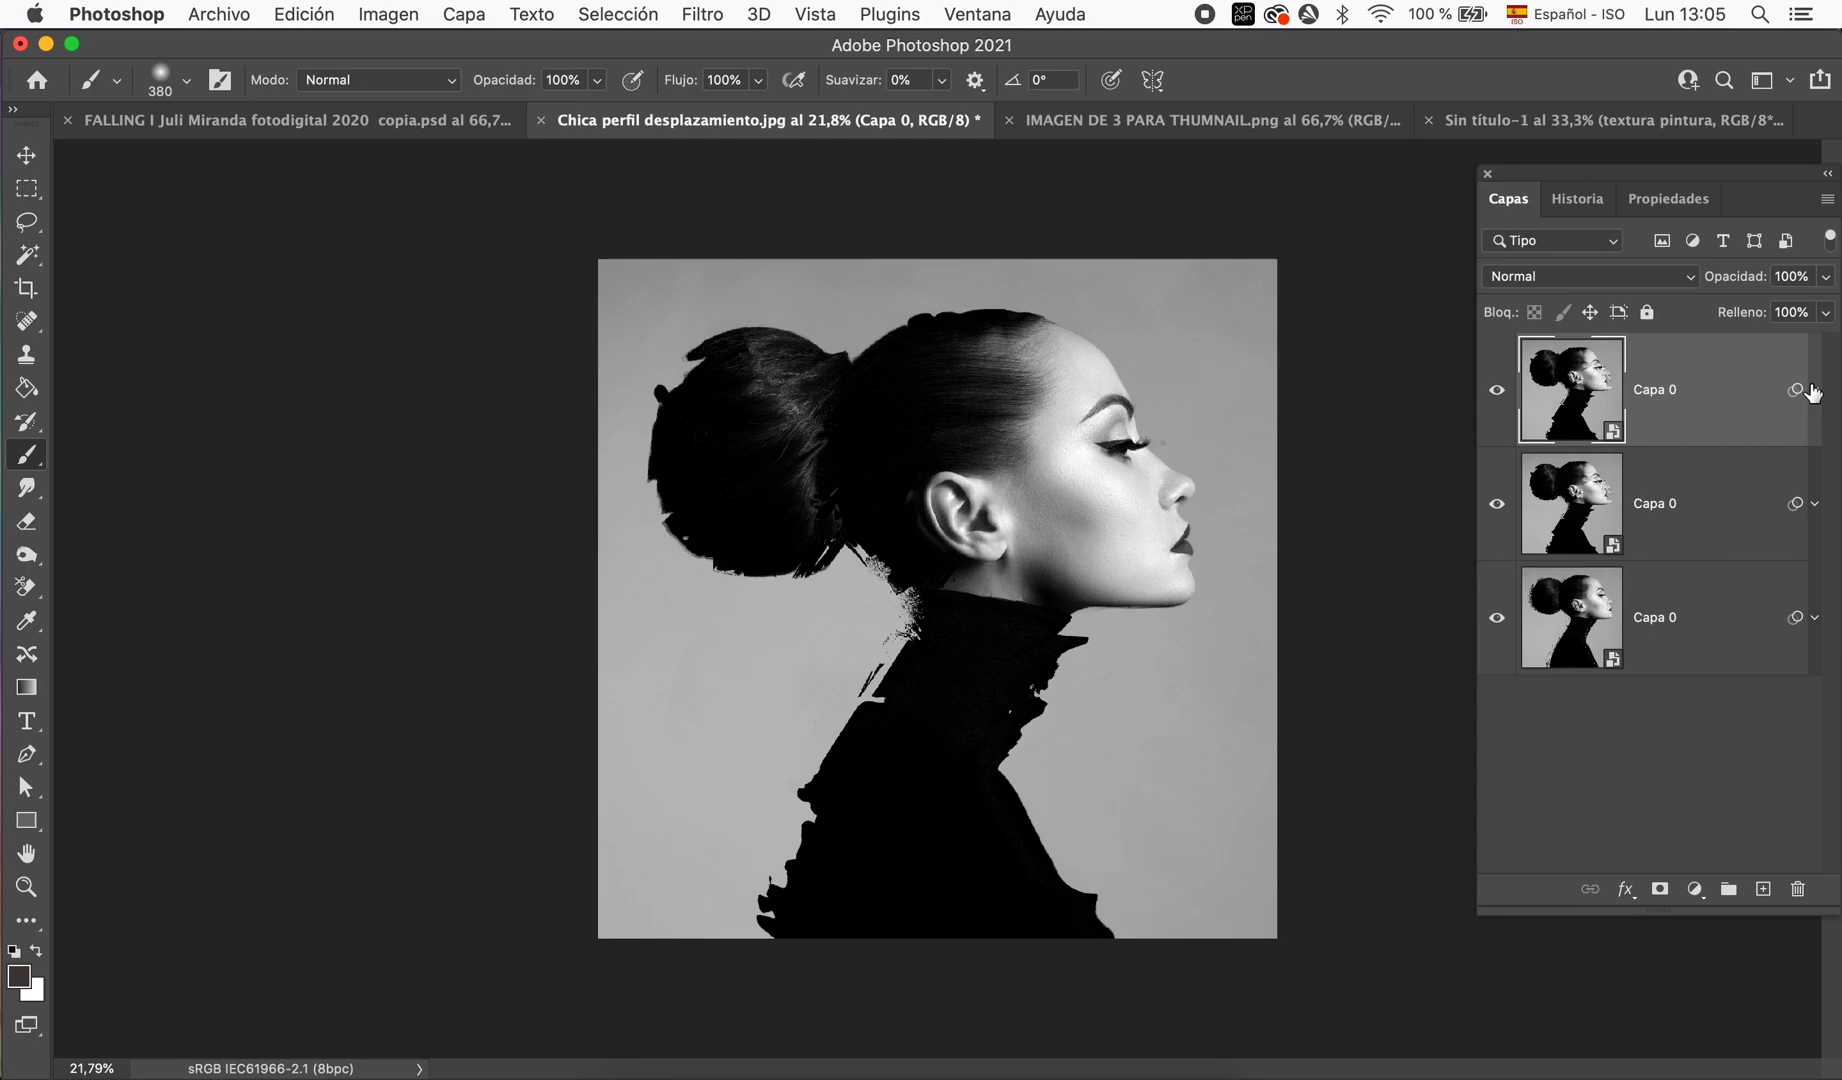 Photoshop Archivo Edición Imagen Capa Texto Selección Filtro 3D Vista Plugins Ventana Ayuda XP pen 100 % ISO Español - ISO Lun 13:05
Adobe Photoshop 2021
380 Modo: Normal Opacidad: 100% Flujo: 100% Suavizar: 0% 0°
FALLING I Juli Miranda fotodigital 2020 copia.psd al 66,7... Chica perfil desplazamiento.jpg al 21,8% (Capa 0, RGB/8) * IMAGEN DE 3 PARA THUMNAIL.png al 66,7% (RGB/... Sin título-1 al 33,3% (textura pintura, RGB/8*...
Capas Historia Propiedades
Tipo
Normal Opacidad: 100%
Bloq.: Relleno: 100%
Capa 0
Capa 0
Capa 0
fx
21,79% sRGB IEC61966-2.1 (8bpc)